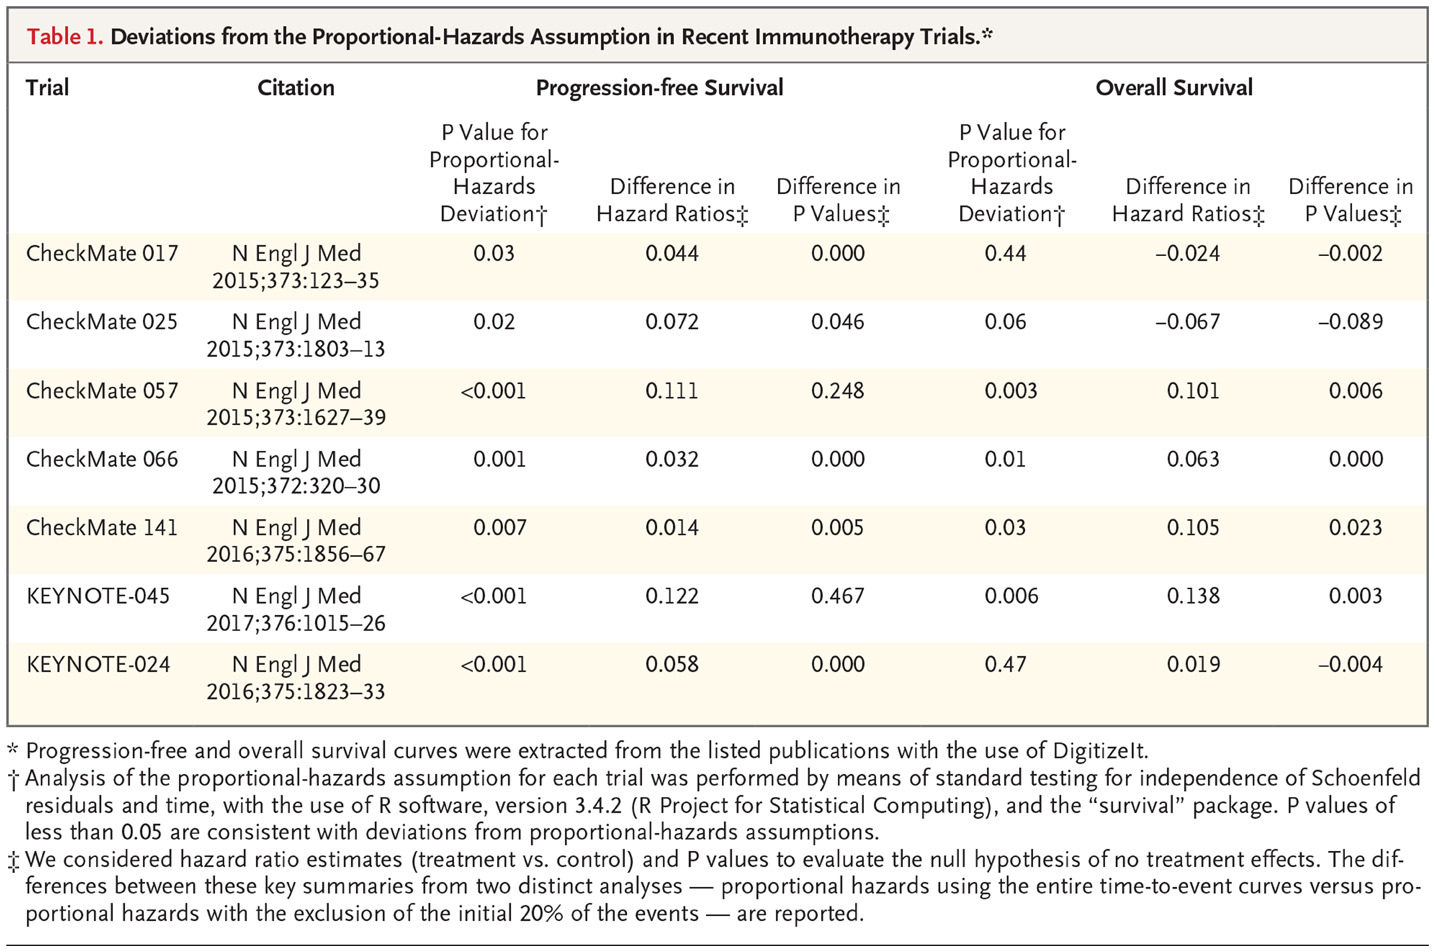 Table 1. Deviations from the Proportional-Hazards Assumption in Recent Immunotherapy Trials.*
Trial Citation Progression-free Survival Overall Survival
P Value for Proportional-Hazards Deviation† Difference in Hazard Ratios‡ Difference in P Values‡ P Value for Proportional-Hazards Deviation† Difference in Hazard Ratios‡ Difference in P Values‡
CheckMate 017 N Engl J Med 0.03 0.044 0.000 0.44 –0.024 –0.002
2015;373:123–35
CheckMate 025 N Engl J Med 0.02 0.072 0.046 0.06 –0.067 –0.089
2015;373:1803–13
CheckMate 057 N Engl J Med <0.001 0.111 0.248 0.003 0.101 0.006
2015;373:1627–39
CheckMate 066 N Engl J Med 0.001 0.032 0.000 0.01 0.063 0.000
2015;372:320–30
CheckMate 141 N Engl J Med 0.007 0.014 0.005 0.03 0.105 0.023
2016;375:1856–67
KEYNOTE-045 N Engl J Med <0.001 0.122 0.467 0.006 0.138 0.003
2017;376:1015–26
KEYNOTE-024 N Engl J Med <0.001 0.058 0.000 0.47 0.019 –0.004
2016;375:1823–33
* Progression-free and overall survival curves were extracted from the listed publications with the use of DigitizeIt.
† Analysis of the proportional-hazards assumption for each trial was performed by means of standard testing for independence of Schoenfeld
residuals and time, with the use of R software, version 3.4.2 (R Project for Statistical Computing), and the “survival” package. P values of
less than 0.05 are consistent with deviations from proportional-hazards assumptions.
‡ We considered hazard ratio estimates (treatment vs. control) and P values to evaluate the null hypothesis of no treatment effects. The dif-
ferences between these key summaries from two distinct analyses — proportional hazards using the entire time-to-event curves versus pro-
portional hazards with the exclusion of the initial 20% of the events — are reported.